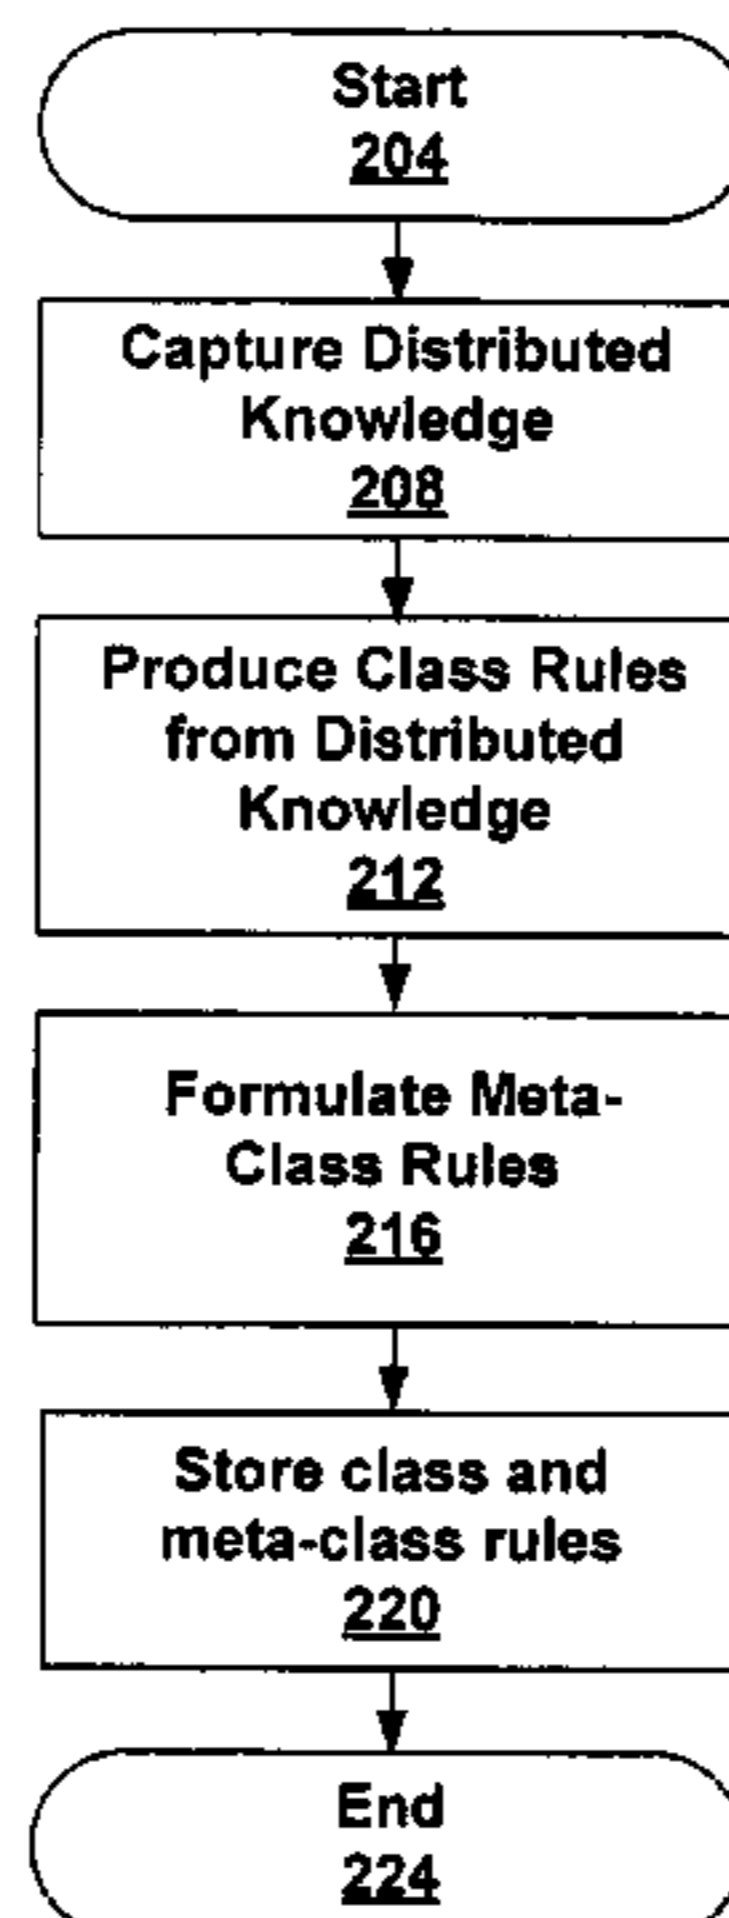 Start
204
Capture Distributed
Knowledge
208
Produce Class Rules
from Distributed
Knowledge
212
Formulate Meta-
Class Rules
216
Store class and
meta-class rules
220
End
224